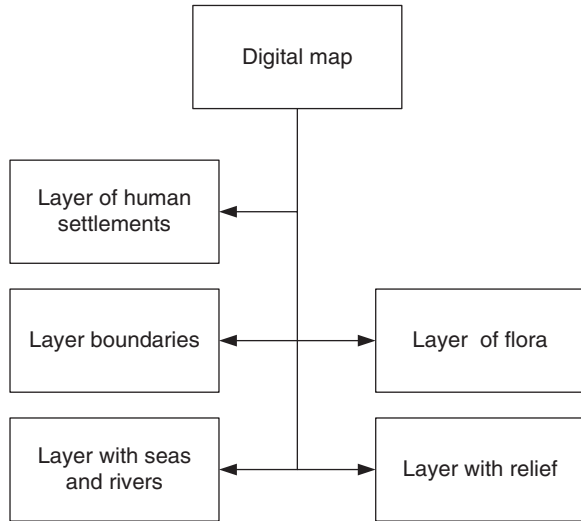 Digital map
Layer of human
settlements
Layer boundaries
Layer of flora
Layer with seas
and rivers
Layer with relief